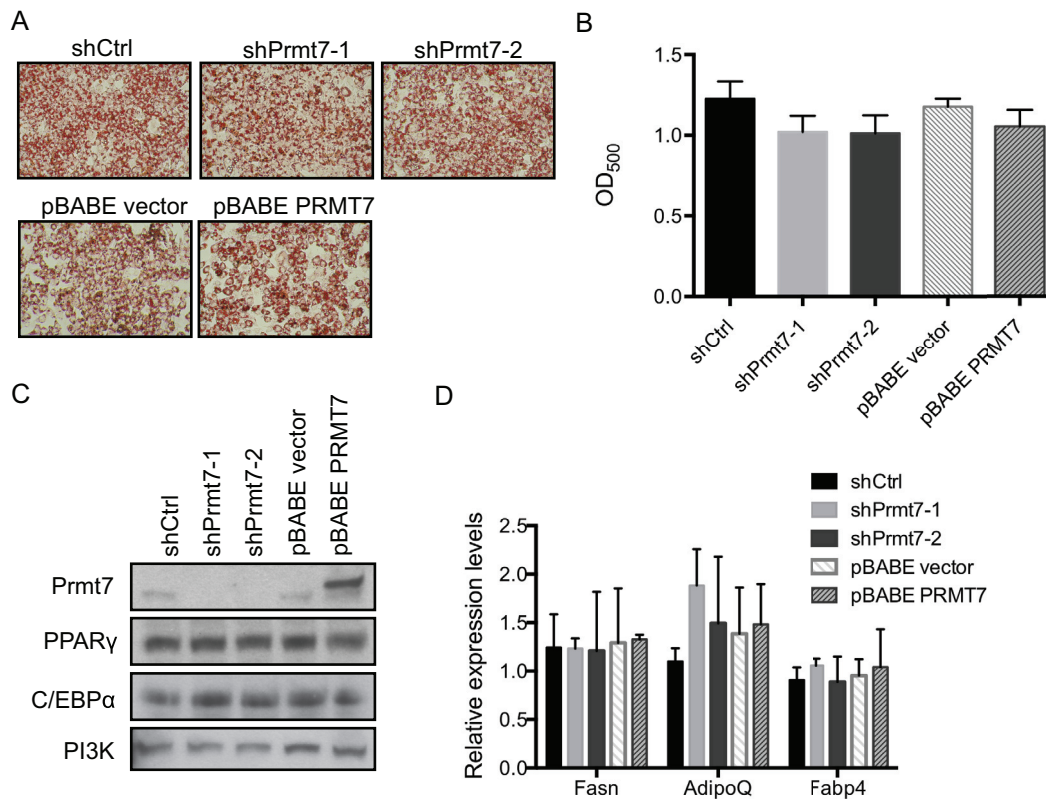 A
shCtrl
shPrmt7-1
shPrmt7-2
pBABE vector
pBABE PRMT7
B
OD500
1.5
1.0
0.5
0.0
shCtrl
shPrmt7-1
shPrmt7-2
pBABE vector
pBABE PRMT7
C
shCtrl
shPrmt7-1
shPrmt7-2
pBABE vector
pBABE PRMT7
Prmt7
PPARγ
C/EBPα
PI3K
D
shCtrl
shPrmt7-1
shPrmt7-2
pBABE vector
pBABE PRMT7
Relative expression levels
2.5
2.0
1.5
1.0
0.5
0.0
Fasn
AdipoQ
Fabp4